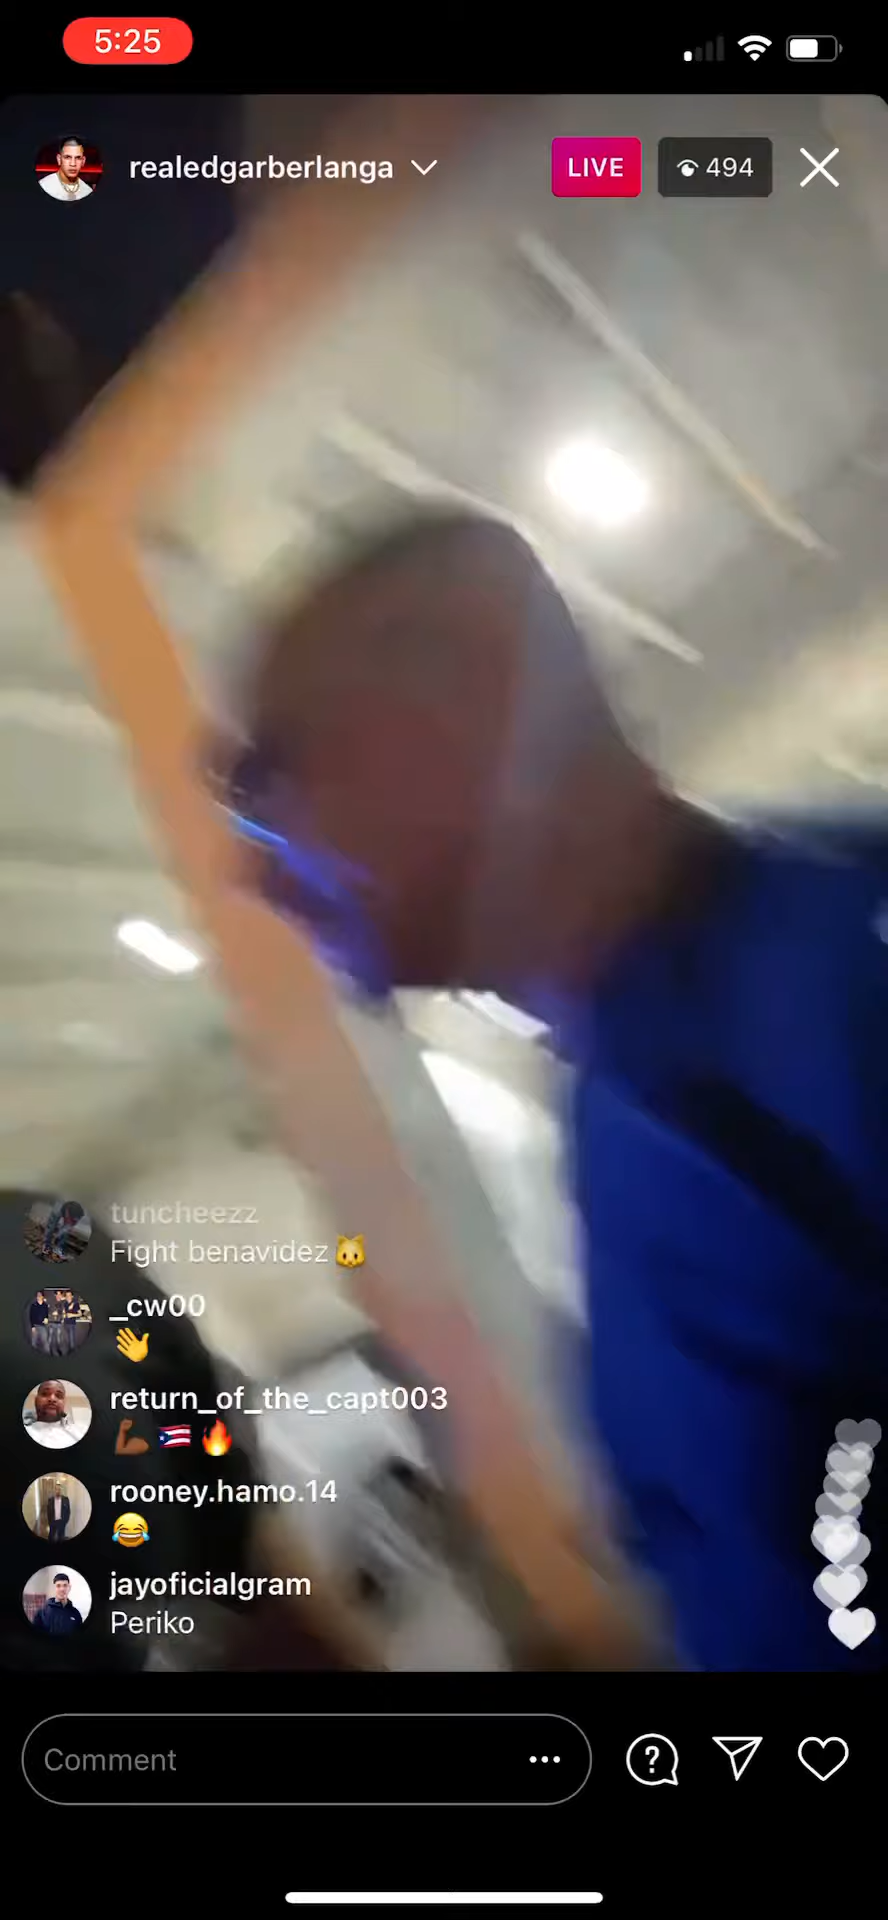 5:25
realedgarberlanga
LIVE
494
tuncheezz
Fight benavidez🐱
_cw00
👋
return_of_the_capt003
💪🏾🇵🇷🔥
rooney.hamo.14
😂
jayoficialgram
Periko
Comment